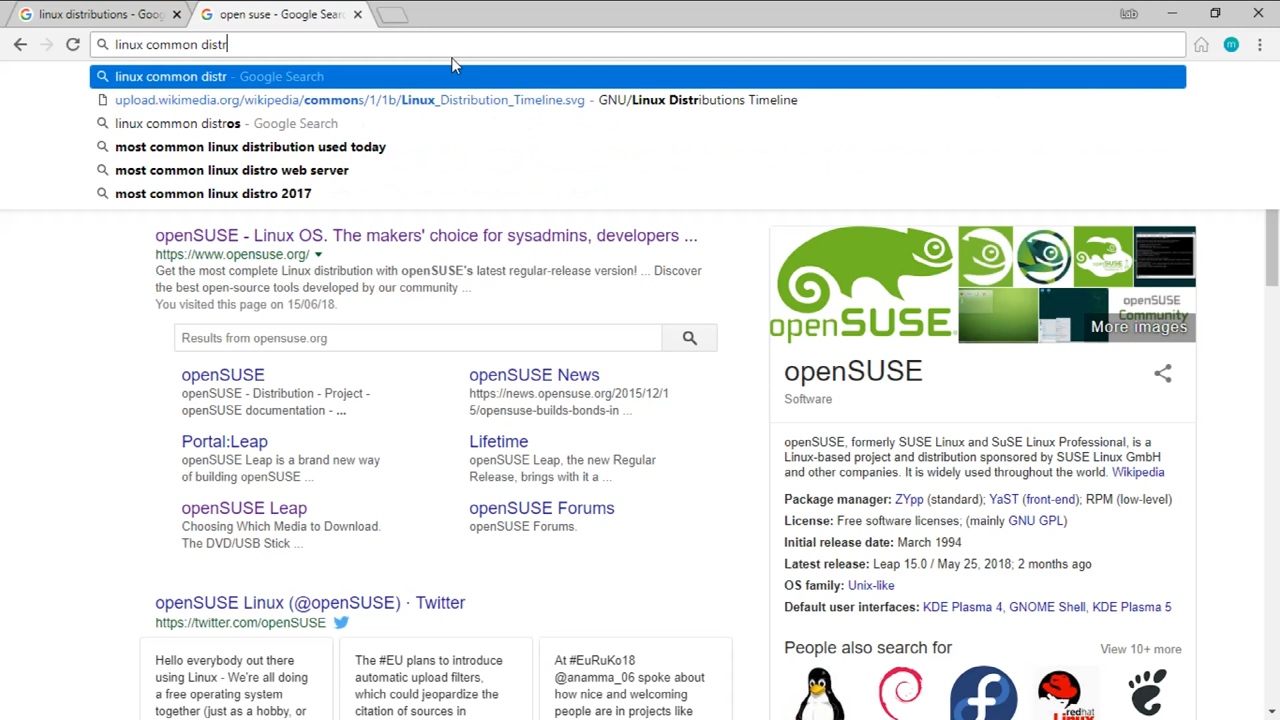 linux distributions - Goog
open suse - Google Searc
Lab
linux common distr
m
linux common distr - Google Search
upload.wikimedia.org/wikipedia/commons/1/1b/Linux_Distribution_Timeline.svg - GNU/Linux Distributions Timeline
linux common distros - Google Search
most common linux distribution used today
most common linux distro web server
most common linux distro 2017
openSUSE - Linux OS. The makers' choice for sysadmins, developers ...
https://www.opensuse.org/
Get the most complete Linux distribution with openSUSE's latest regular-release version! ... Discover
the best open-source tools developed by our community ...
You visited this page on 15/06/18.
Results from opensuse.org
openSUSE
openSUSE - Distribution - Project -
openSUSE documentation - ...
openSUSE News
https://news.opensuse.org/2015/12/1
5/opensuse-builds-bonds-in ...
Portal:Leap
openSUSE Leap is a brand new way
of building openSUSE ...
Lifetime
openSUSE Leap, the new Regular
Release, brings with it a ...
openSUSE Leap
Choosing Which Media to Download.
The DVD/USB Stick ...
openSUSE Forums
openSUSE Forums.
openSUSE Linux (@openSUSE) · Twitter
https://twitter.com/openSUSE
Hello everybody out there
using Linux - We're all doing
a free operating system
together (just as a hobby, or
The #EU plans to introduce
automatic upload filters,
which could jeopardize the
citation of sources in
At #EuRuKo18
@anamma_06 spoke about
how nice and welcoming
people are in projects like
openSUSE
openSUSE
Community
More images
openSUSE
Software
openSUSE, formerly SUSE Linux and SuSE Linux Professional, is a
Linux-based project and distribution sponsored by SUSE Linux GmbH
and other companies. It is widely used throughout the world. Wikipedia
Package manager: ZYpp (standard); YaST (front-end); RPM (low-level)
License: Free software licenses; (mainly GNU GPL)
Initial release date: March 1994
Latest release: Leap 15.0 / May 25, 2018; 2 months ago
OS family: Unix-like
Default user interfaces: KDE Plasma 4, GNOME Shell, KDE Plasma 5
People also search for
View 10+ more
redhat
Linux